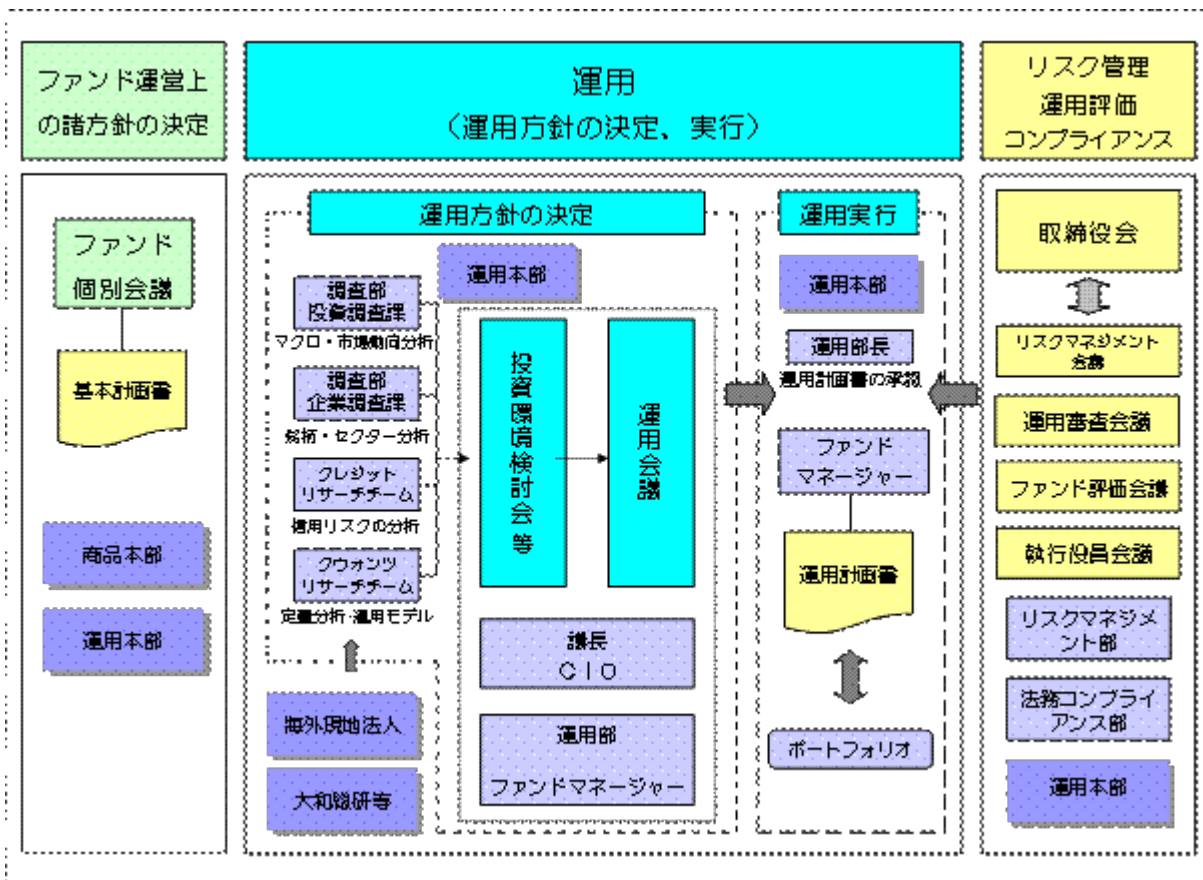 ファンド運営上
の諸方針の決定
運用
（運用方針の決定、実行）
リスク管理
運用評価
コンプライアンス
ファンド
個別会議
基本計画書
商品本部
運用本部
運用方針の決定
運用本部
調査部
投資調査課
マクロ・市場動向分析
調査部
企業調査課
銘柄・セクター分析
クレジット
リサーチチーム
信用リスクの分析
クウォンツ
リサーチチーム
定量分析・運用モデル
海外現地法人
大和総研等
投資環境検討会等
運用会議
議長
ＣＩＯ
運用部
ファンドマネージャー
運用実行
運用本部
運用部長
運用計画書の承認
ファンド
マネージャー
運用計画書
ポートフォリオ
取締役会
リスクマネジメント
会議
運用審査会議
ファンド評価会議
執行役員会議
リスクマネジメ
ント部
法務コンプライ
アンス部
運用本部